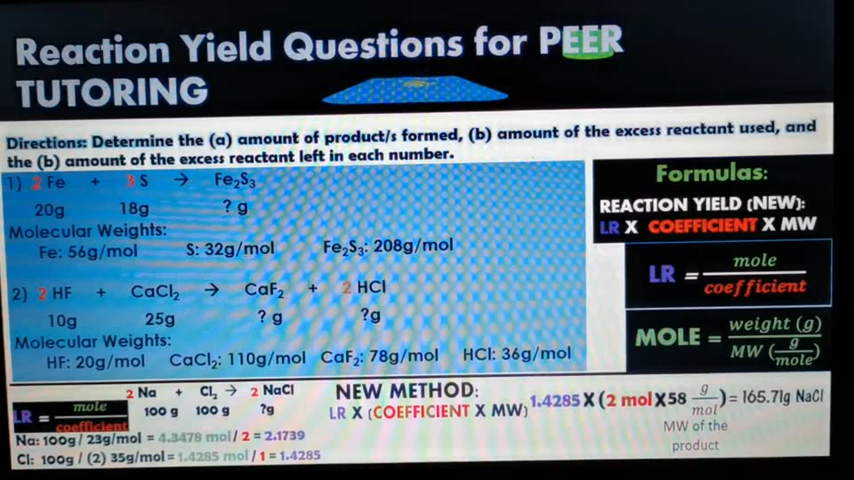 Reaction Yield Questions for PEER
TUTORING
Directions: Determine the (a) amount of product/s formed, (b) amount of the excess reactant used, and
the (b) amount of the excess reactant left in each number.
1) 2 Fe + 3 S → Fe₂S₃
20g 18g ? g
Molecular Weights:
Fe: 56g/mol S: 32g/mol Fe₂S₃: 208g/mol
2) 2 HF + CaCl₂ → CaF₂ + 2 HCl
10g 25g ? g ?g
Molecular Weights:
HF: 20g/mol CaCl₂: 110g/mol CaF₂: 78g/mol HCl: 36g/mol
Formulas:
REACTION YIELD (NEW):
LR X COEFFICIENT X MW
LR = mole / coefficient
MOLE = weight (g) / MW (g/mole)
2 Na + Cl₂ → 2 NaCl
100 g 100 g ?g
LR = mole / coefficient
Na: 100g/ 23g/mol = 4.3478 mol/ 2 = 2.1739
Cl: 100g / (2) 35g/mol = 1.4285 mol/ 1 = 1.4285
NEW METHOD:
LR X (COEFFICIENT X MW)
1.4285 X (2 mol X 58 g/mol) = 165.71g NaCl
MW of the
product